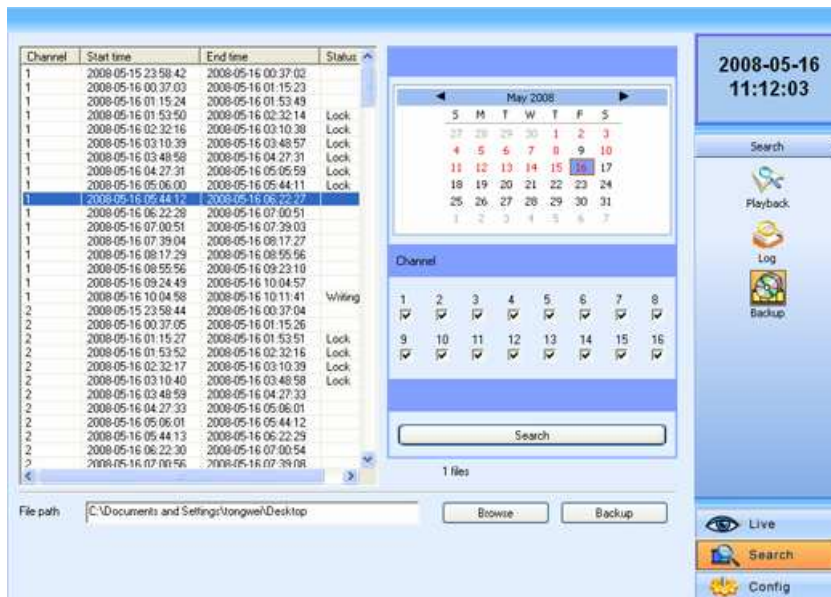 Channel Start time End time Status
1 2008-05-15 23:58:42 2008-05-16 00:37:02
1 2008-05-16 00:37:03 2008-05-16 01:15:23
1 2008-05-16 01:15:24 2008-05-16 01:53:49
1 2008-05-16 01:53:50 2008-05-16 02:32:14 Lock
1 2008-05-16 02:32:16 2008-05-16 03:10:38 Lock
1 2008-05-16 03:10:39 2008-05-16 03:48:57 Lock
1 2008-05-16 03:48:58 2008-05-16 04:27:31 Lock
1 2008-05-16 04:27:31 2008-05-16 05:05:59 Lock
1 2008-05-16 05:06:00 2008-05-16 05:44:11 Lock
1 2008-05-16 05:44:12 2008-05-16 06:22:27
1 2008-05-16 06:22:28 2008-05-16 07:00:51
1 2008-05-16 07:00:51 2008-05-16 07:39:03
1 2008-05-16 07:39:04 2008-05-16 08:17:27
1 2008-05-16 08:17:29 2008-05-16 08:55:56
1 2008-05-16 08:55:56 2008-05-16 09:23:10
1 2008-05-16 09:24:49 2008-05-16 10:04:57
1 2008-05-16 10:04:58 2008-05-16 10:11:41 Writing
2 2008-05-15 23:58:44 2008-05-16 00:37:04
2 2008-05-16 00:37:05 2008-05-16 01:15:26
2 2008-05-16 01:15:27 2008-05-16 01:53:51 Lock
2 2008-05-16 01:53:52 2008-05-16 02:32:16 Lock
2 2008-05-16 02:32:17 2008-05-16 03:10:39 Lock
2 2008-05-16 03:10:40 2008-05-16 03:48:58 Lock
2 2008-05-16 03:48:59 2008-05-16 04:27:33
2 2008-05-16 04:27:33 2008-05-16 05:06:01
2 2008-05-16 05:06:01 2008-05-16 05:44:12
2 2008-05-16 05:44:13 2008-05-16 06:22:29
2 2008-05-16 06:22:30 2008-05-16 07:00:54
2 2008-05-16 07:00:56 2008-05-16 07:39:08
May 2008
S M T W T F S
27 28 29 30 1 2 3
4 5 6 7 8 9 10
11 12 13 14 15 16 17
18 19 20 21 22 23 24
25 26 27 28 29 30 31
1 2 3 4 5 6 7
Channel
1 2 3 4 5 6 7 8
9 10 11 12 13 14 15 16
Search
1 files
File path C:\Documents and Settings\tongwei\Desktop Browse Backup
2008-05-16
11:12:03
Search
Playback
Log
Backup
Live
Search
Config